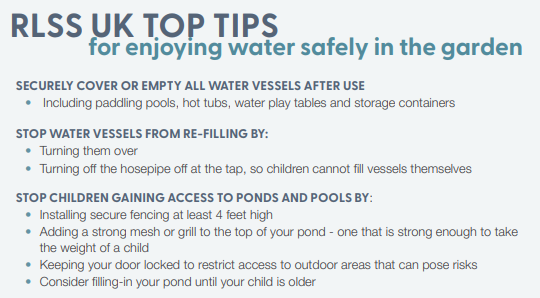 RLSS UK TOP TIPS
for enjoying water safely in the garden
SECURELY COVER OR EMPTY ALL WATER VESSELS AFTER USE
• Including paddling pools, hot tubs, water play tables and storage containers
STOP WATER VESSELS FROM RE-FILLING BY:
• Turning them over
• Turning off the hosepipe off at the tap, so children cannot fill vessels themselves
STOP CHILDREN GAINING ACCESS TO PONDS AND POOLS BY:
• Installing secure fencing at least 4 feet high
• Adding a strong mesh or grill to the top of your pond - one that is strong enough to take
the weight of a child
• Keeping your door locked to restrict access to outdoor areas that can pose risks
• Consider filling-in your pond until your child is older